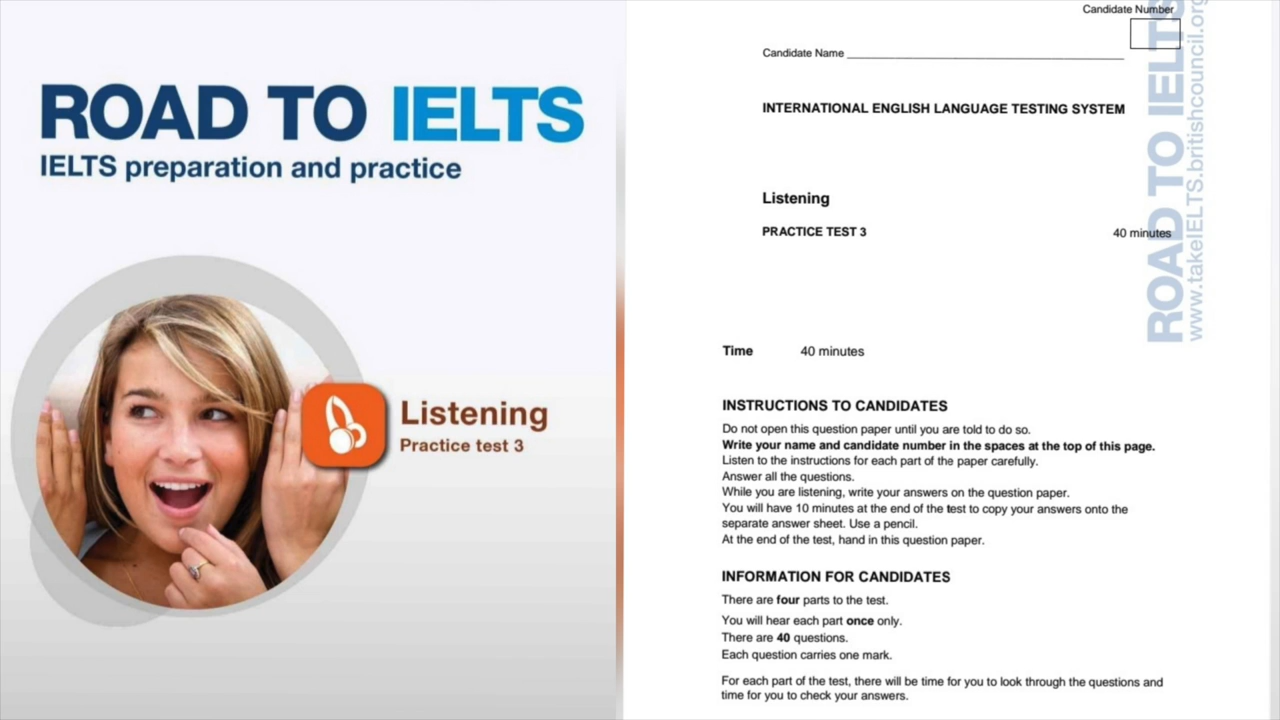 ROAD TO IELTS
IELTS preparation and practice
Listening
Practice test 3
Candidate Number
Candidate Name
INTERNATIONAL ENGLISH LANGUAGE TESTING SYSTEM
Listening
PRACTICE TEST 3 40 minutes
Time 40 minutes
INSTRUCTIONS TO CANDIDATES
Do not open this question paper until you are told to do so.
Write your name and candidate number in the spaces at the top of this page.
Listen to the instructions for each part of the paper carefully.
Answer all the questions.
While you are listening, write your answers on the question paper.
You will have 10 minutes at the end of the test to copy your answers onto the
separate answer sheet. Use a pencil.
At the end of the test, hand in this question paper.
INFORMATION FOR CANDIDATES
There are four parts to the test.
You will hear each part once only.
There are 40 questions.
Each question carries one mark.
For each part of the test, there will be time for you to look through the questions and
time for you to check your answers.
ROAD TO IELTS
www.takeIELTS.britishcouncil.org